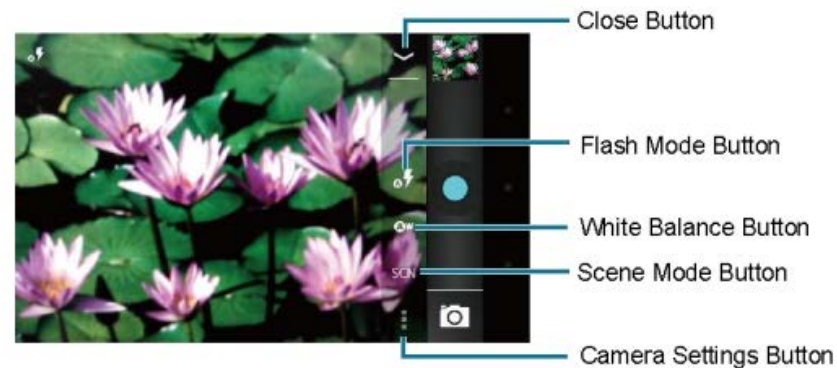 Close Button
Flash Mode Button
White Balance Button
SCN
Scene Mode Button
Camera Settings Button